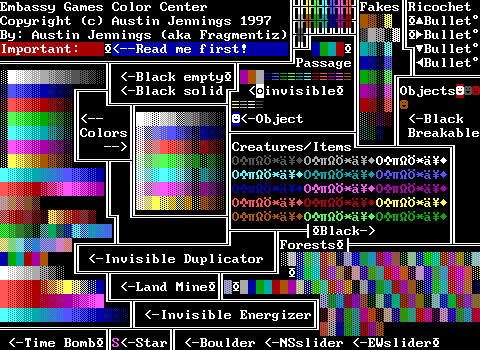 Embassy Games Color Center
Copyright (c) Austin Jennings 1997
By: Austin Jennings (aka Fragmentiz)
Important: <--Read me first!
Fakes
Ricochet
Bullet°
Bullet°
Bullet°
Bullet°
Passage
<-Black empty
<-Black solid
<-invisible
Objects
<-Object
<--
Colors
-->
<-Black
Breakable
Creatures/Items
Black->
Forests
<-Invisible Duplicator
<-Land Mine
<-Invisible Energizer
<-Time Bomb
S<-Star
<-Boulder
<-NSslider
<-EWslider